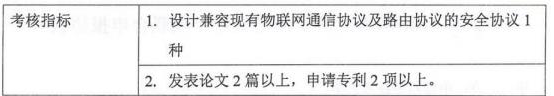 考核指标
1. 设计兼容现有物联网通信协议及路由协议的安全协议 1
种
2. 发表论文 2 篇以上，申请专利 2 项以上。